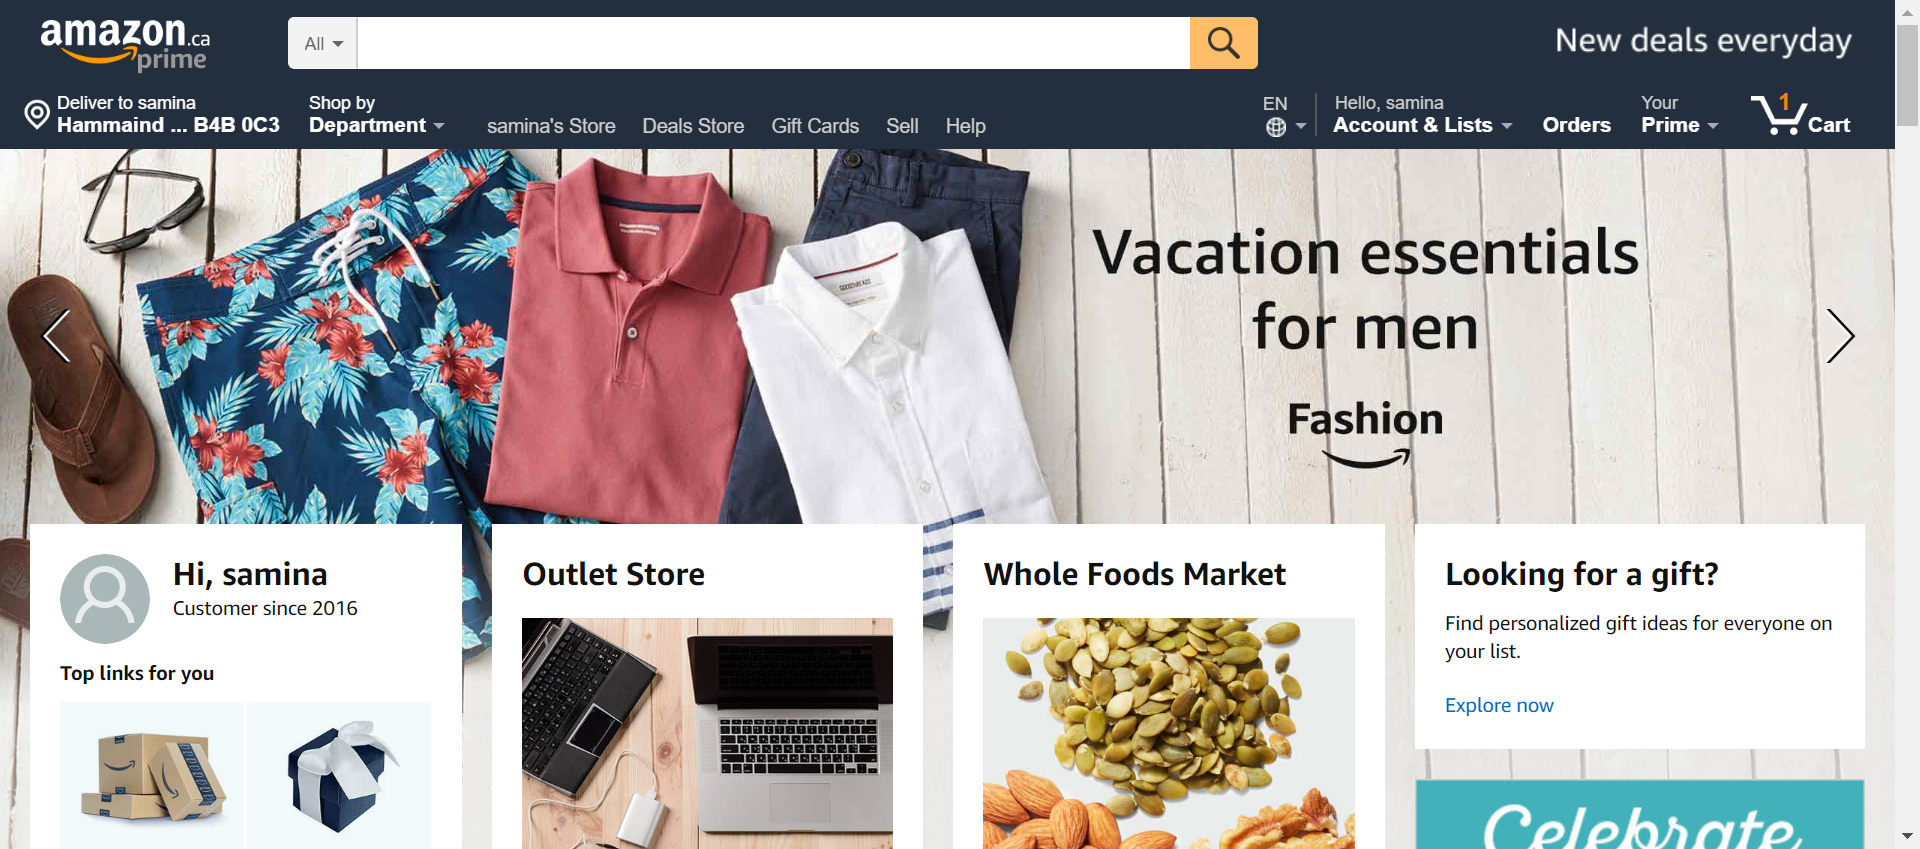 amazon.ca
prime
All
New deals everyday
Deliver to samina
Hammaind ... B4B 0C3
Shop by
Department
samina's Store
Deals Store
Gift Cards
Sell
Help
EN
Hello, samina
Account & Lists
Orders
Your
Prime
1
Cart
GOODTHREADS
Vacation essentials
for men
Fashion
Hi, samina
Customer since 2016
Top links for you
Outlet Store
Whole Foods Market
Looking for a gift?
Find personalized gift ideas for everyone on
your list.
Explore now
Celebrate